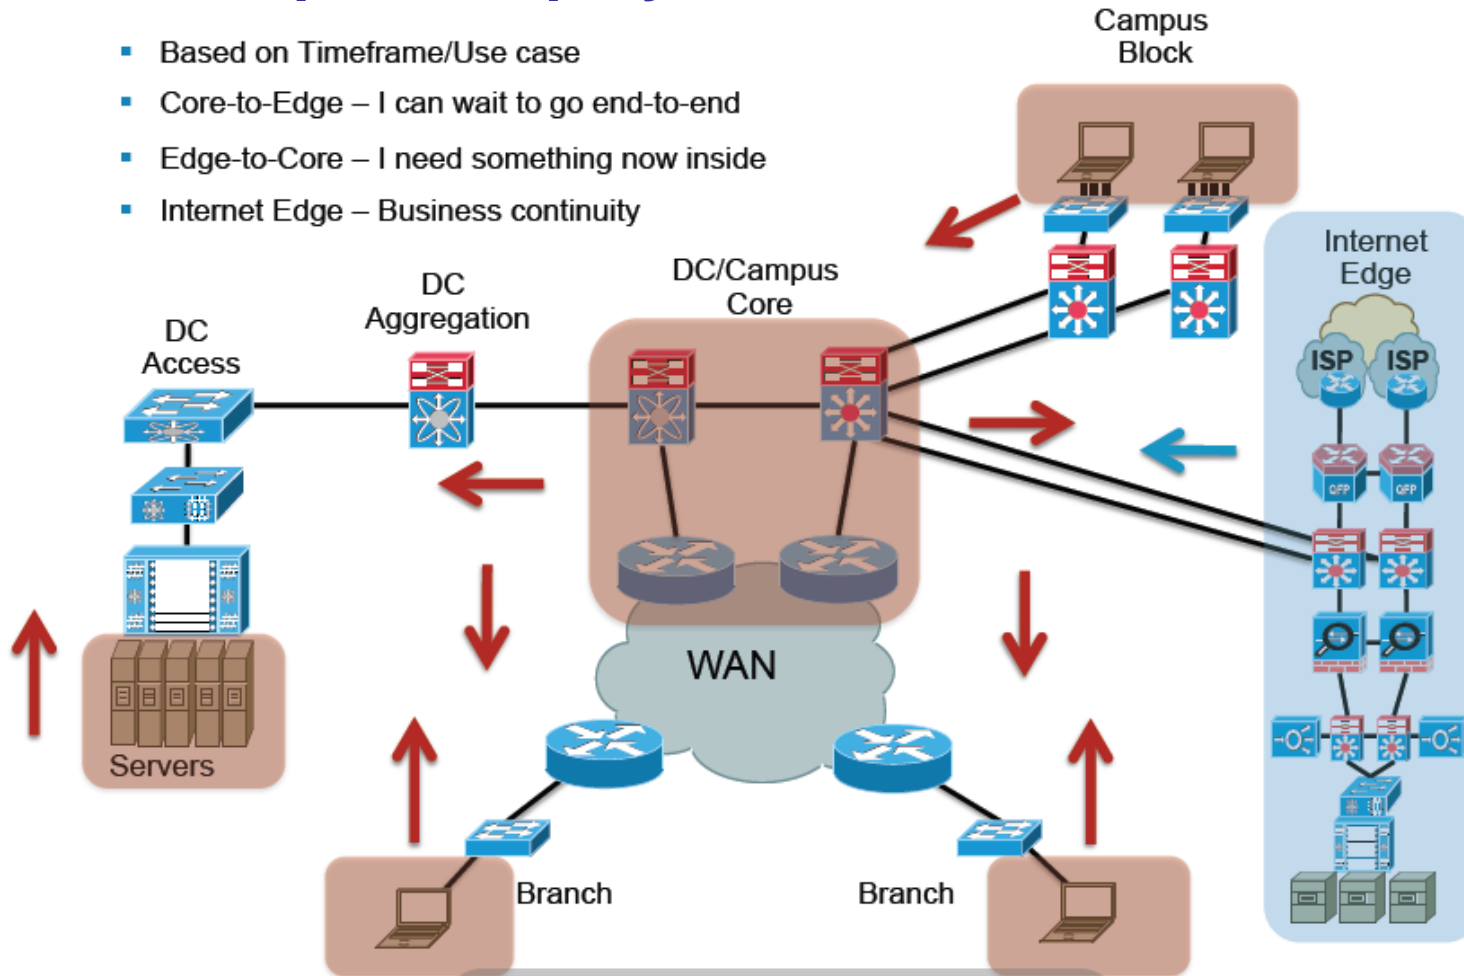 ▪ Based on Timeframe/Use case
▪ Core-to-Edge – I can wait to go end-to-end
▪ Edge-to-Core – I need something now inside
▪ Internet Edge – Business continuity
Campus
Block
Internet
Edge
ISP
ISP
QFP
QFP
DC/Campus
Core
DC
Aggregation
DC
Access
Servers
WAN
Branch
Branch